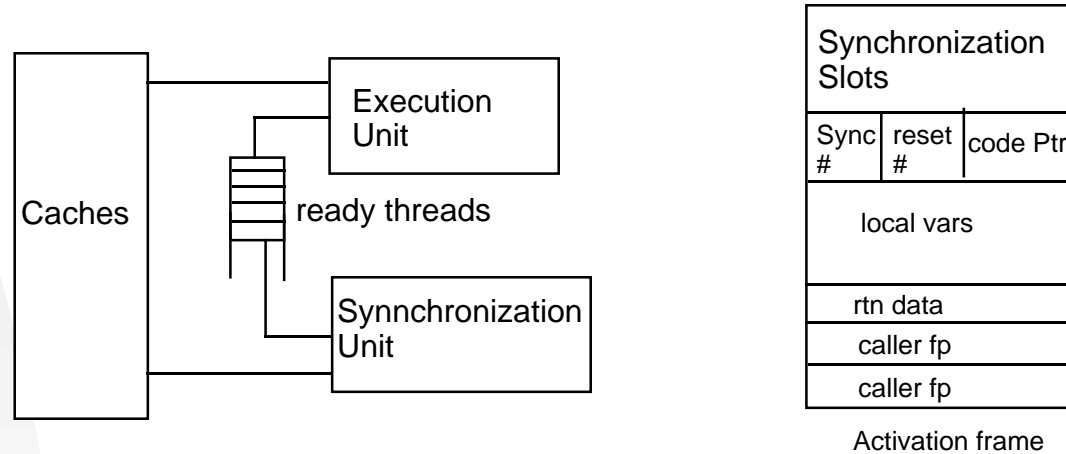 Caches
Execution
Unit
ready threads
Synnchronization
Unit
Synchronization
Slots
Sync
#
reset
#
code Ptr
local vars
rtn data
caller fp
caller fp
Activation frame